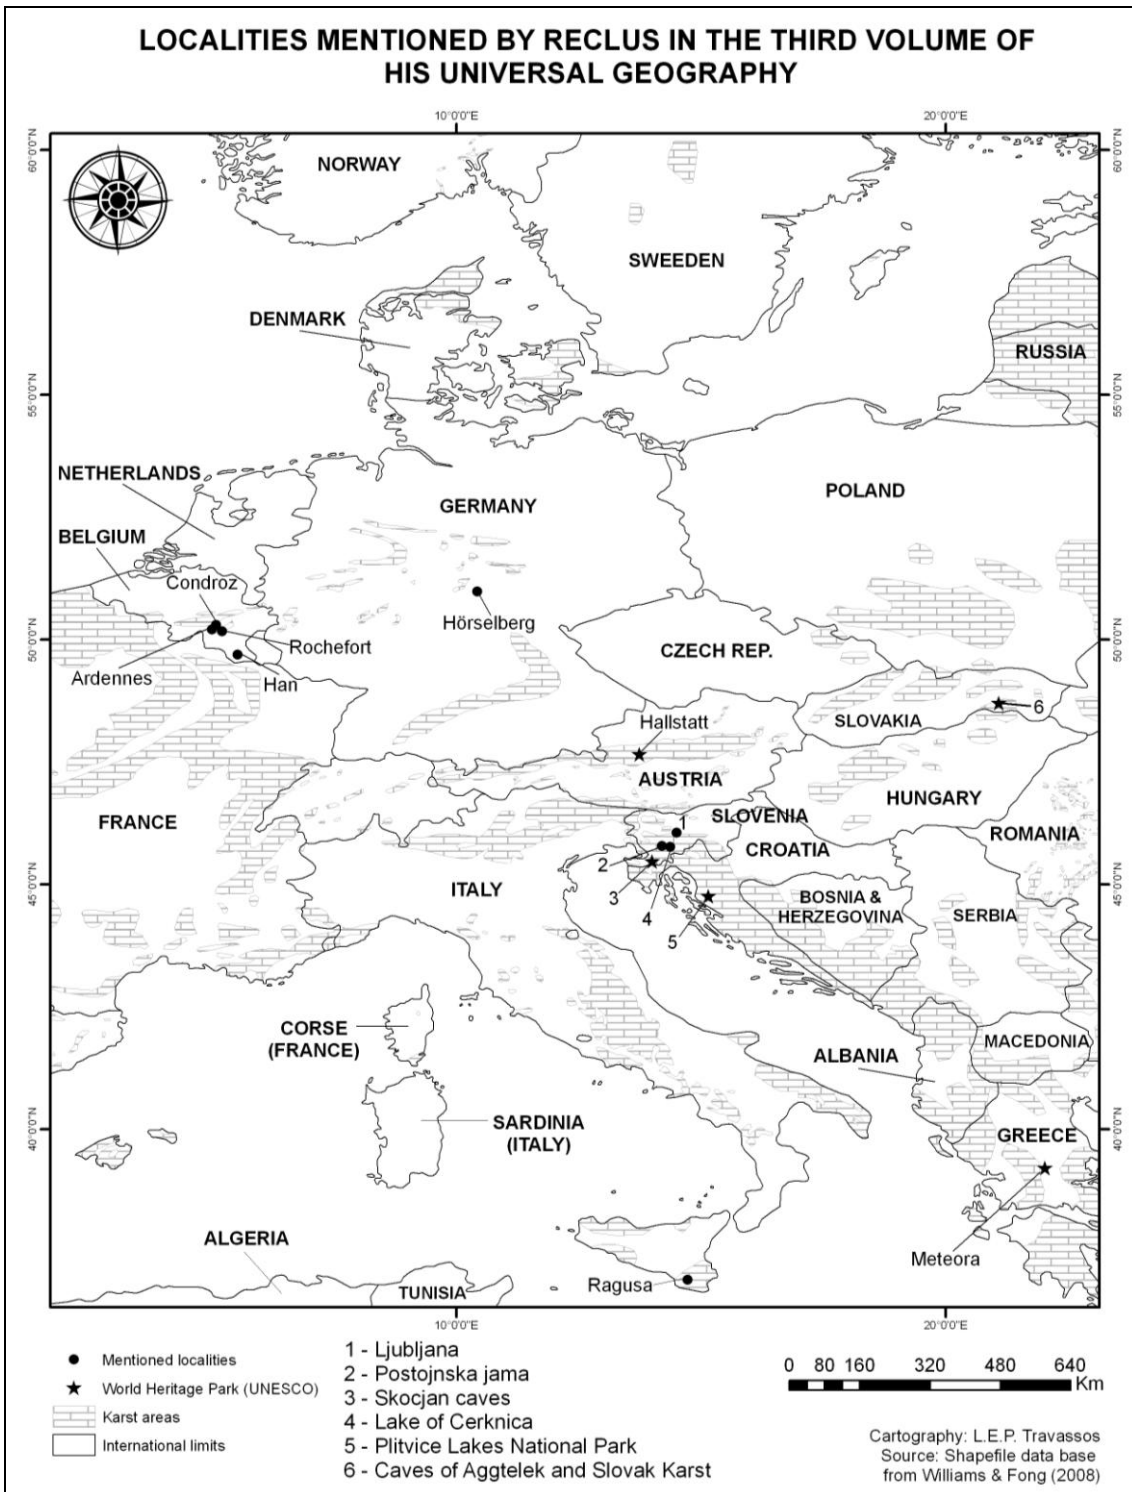 LOCALITIES MENTIONED BY RECLUS IN THE THIRD VOLUME OF
HIS UNIVERSAL GEOGRAPHY
10°0'0"E
20°0'0"E
60°0'0"N
60°0'0"N
NORWAY
SWEEDEN
DENMARK
RUSSIA
55°0'0"N
55°0'0"N
NETHERLANDS
POLAND
GERMANY
BELGIUM
Condroz
Hörselberg
50°0'0"N
50°0'0"N
Rochefort
CZECH REP.
Ardennes
Han
6
Hallstatt
SLOVAKIA
AUSTRIA
HUNGARY
FRANCE
1
SLOVENIA
ROMANIA
CROATIA
2
ITALY
45°0'0"N
45°0'0"N
3
BOSNIA &
HERZEGOVINA
SERBIA
4
5
CORSE
(FRANCE)
MACEDONIA
ALBANIA
SARDINIA
(ITALY)
40°0'0"N
40°0'0"N
GREECE
ALGERIA
Meteora
Ragusa
TUNISIA
10°0'0"E
20°0'0"E
Mentioned localities
World Heritage Park (UNESCO)
Karst areas
International limits
1 - Ljubljana
2 - Postojnska jama
3 - Skocjan caves
4 - Lake of Cerknica
5 - Plitvice Lakes National Park
6 - Caves of Aggtelek and Slovak Karst
0 80 160 320 480 640
Km
Cartography: L.E.P. Travassos
Source: Shapefile data base
from Williams & Fong (2008)